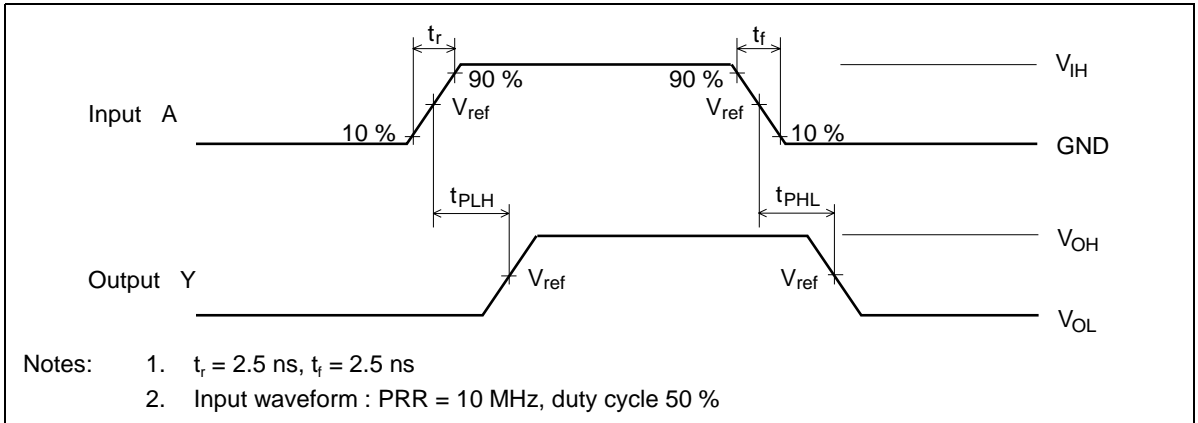 tr tf
90 % 90 % VIH
Input A Vref Vref
10 % 10 % GND
tPLH tPHL
VOH
Output Y Vref Vref
VOL
Notes: 1. tr = 2.5 ns, tf = 2.5 ns
2. Input waveform : PRR = 10 MHz, duty cycle 50 %